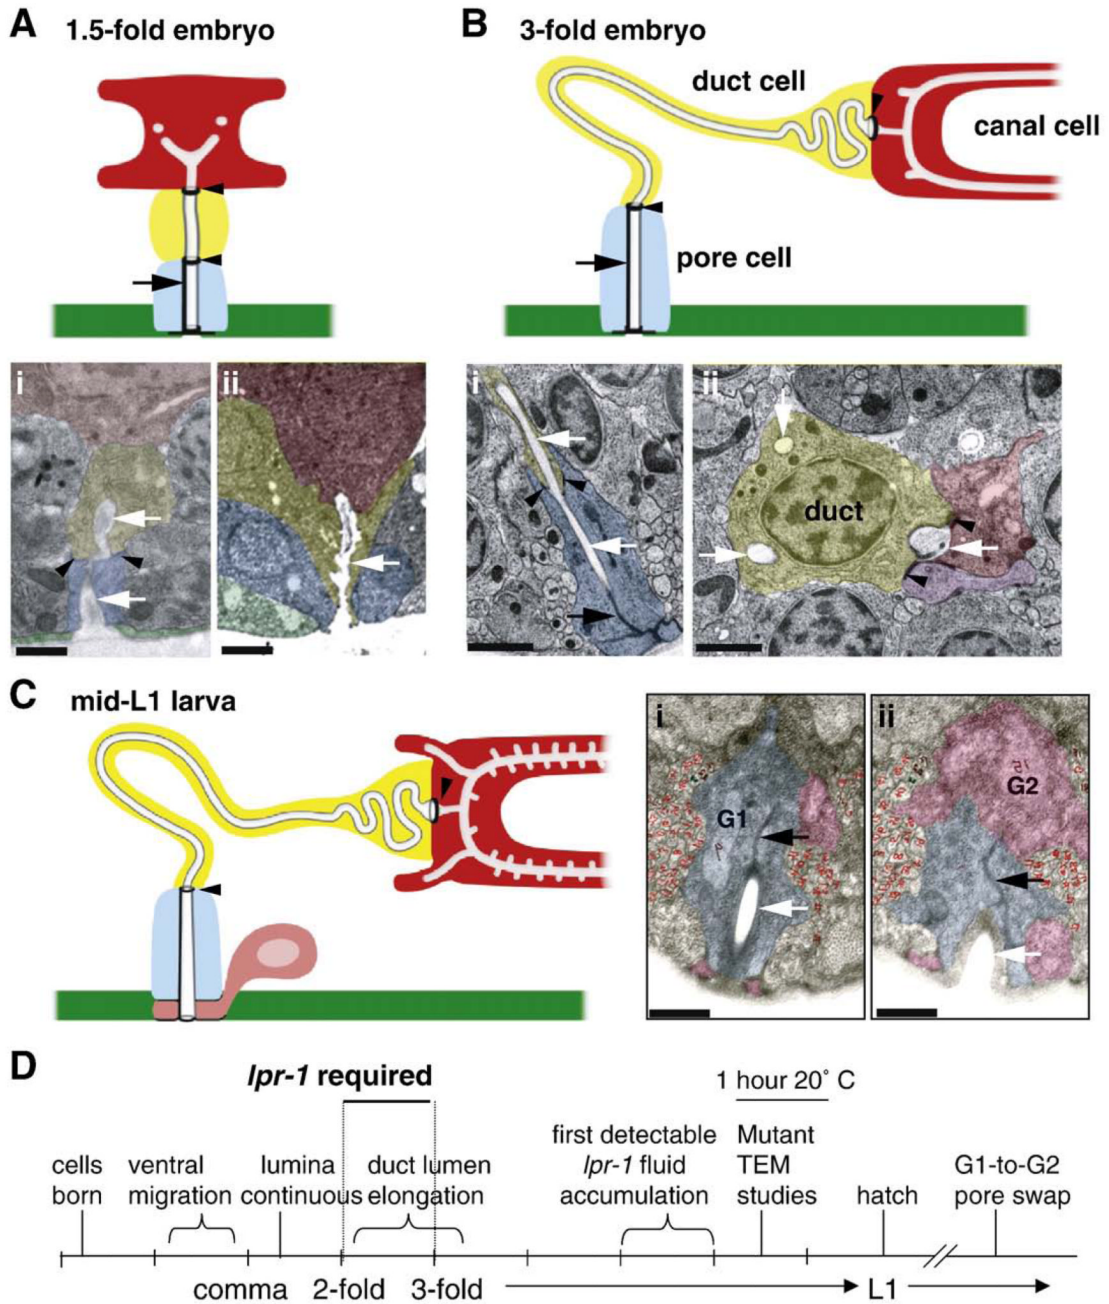 A 1.5-fold embryo
B 3-fold embryo
duct cell
canal cell
pore cell
i
ii
i
ii
duct
C mid-L1 larva
i
ii
G1
G2
D
lpr-1 required
1 hour 20° C
first detectable Mutant
cells ventral lumina duct lumen lpr-1 fluid TEM G1-to-G2
born migration continuous elongation accumulation studies hatch pore swap
comma 2-fold 3-fold L1